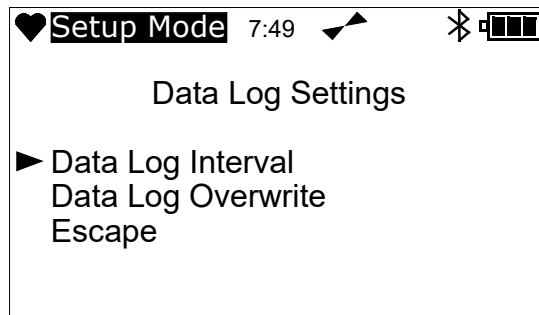 Setup Mode 7:49
Data Log Settings
Data Log Interval
Data Log Overwrite
Escape